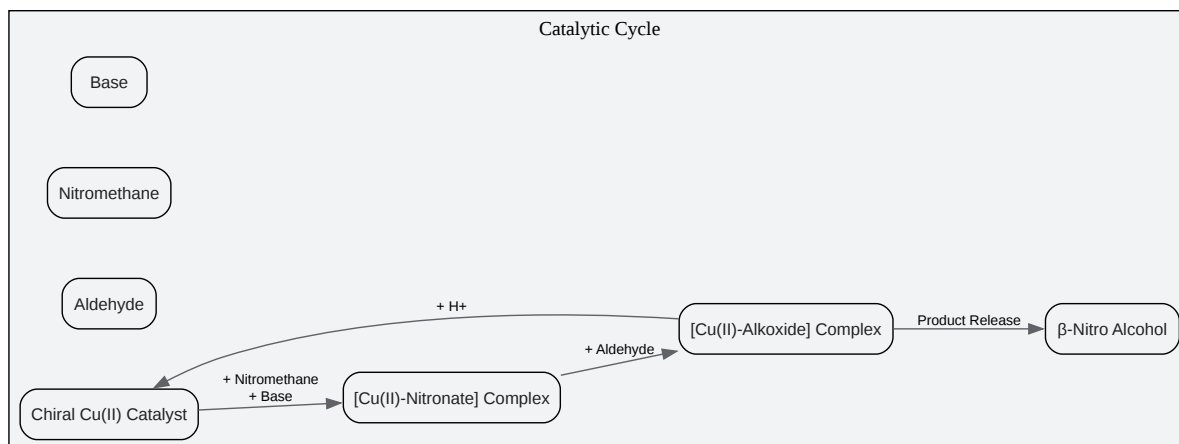 Catalytic Cycle
Base
Nitromethane
Aldehyde
+ H+
Product Release
[Cu(II)-Alkoxide] Complex
β-Nitro Alcohol
+ Aldehyde
+ Nitromethane
+ Base
[Cu(II)-Nitronate] Complex
Chiral Cu(II) Catalyst